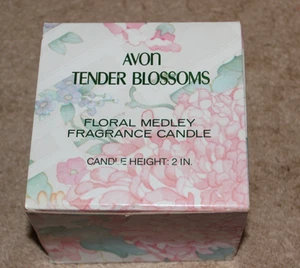 AVON
TENDER BLOSSOMS
FLORAL MEDLEY
FRAGRANCE CANDLE
CANDLE HEIGHT: 2 IN.